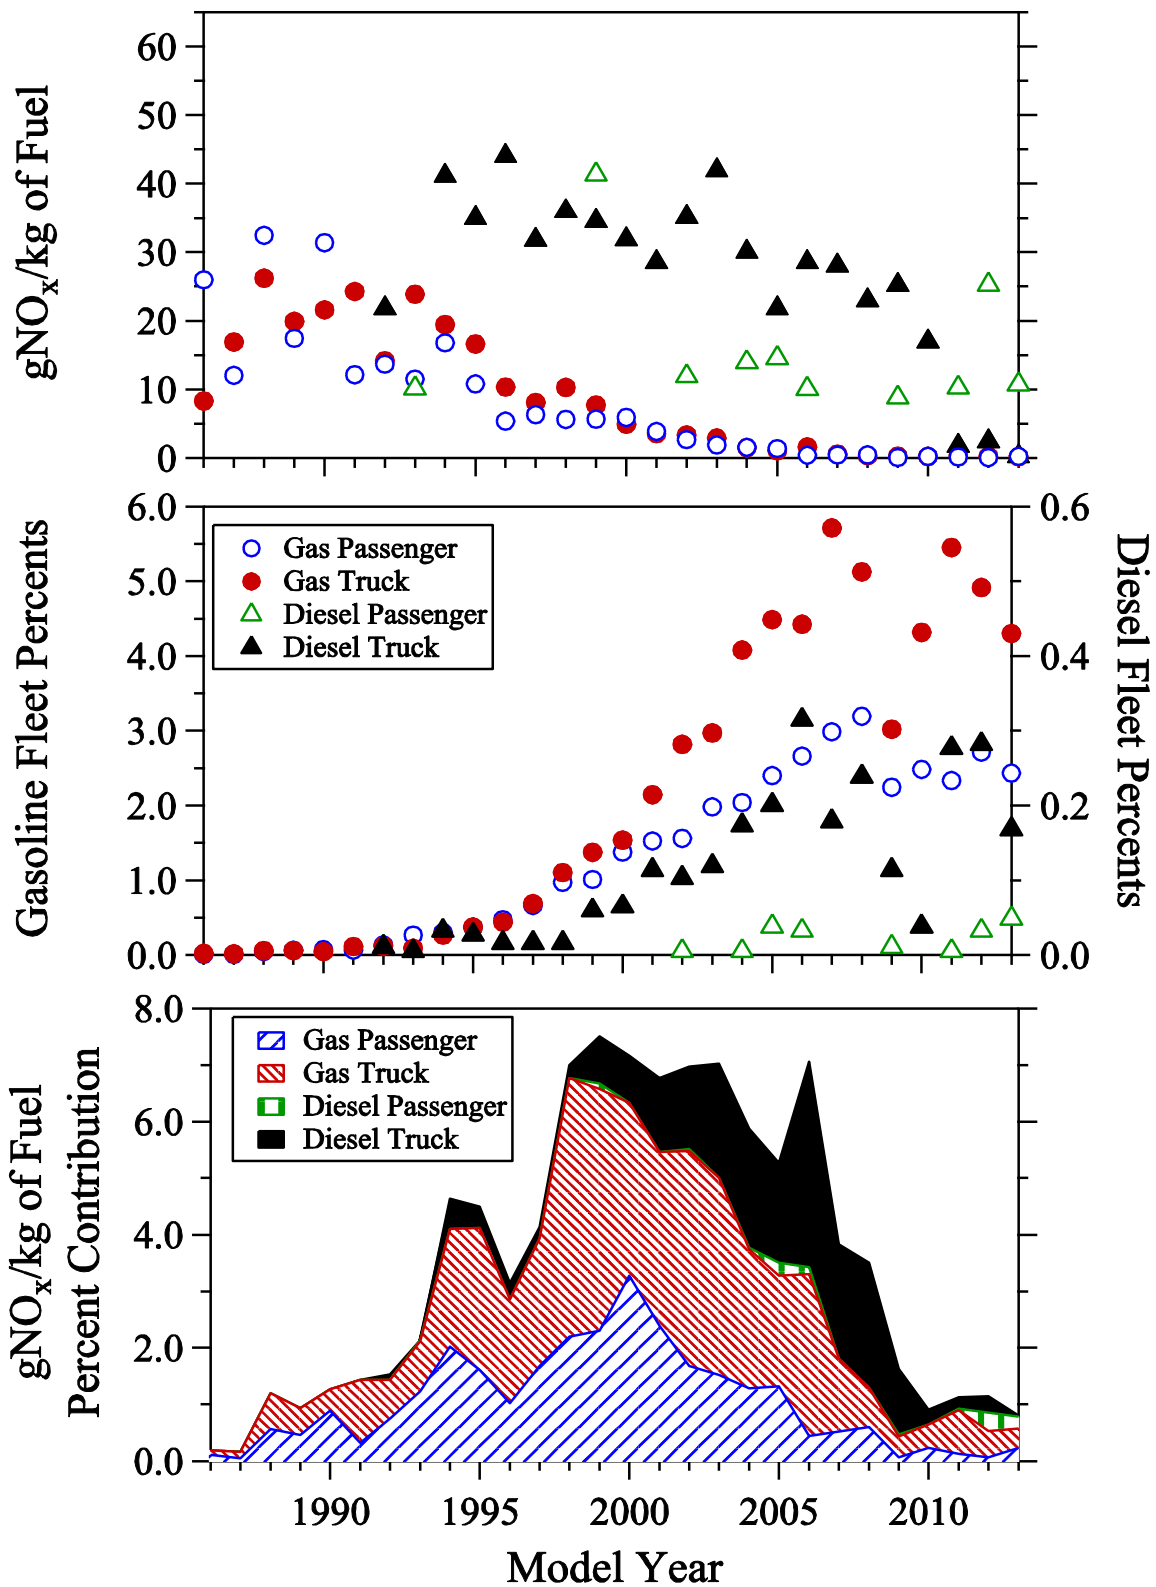 gNOx/kg of Fuel
60
50
40
30
20
10
0
Gasoline Fleet Percents
6.0
5.0
4.0
3.0
2.0
1.0
0.0
Gas Passenger
Gas Truck
Diesel Passenger
Diesel Truck
0.6
0.4
0.2
0.0
Diesel Fleet Percents
gNOx/kg of Fuel
Percent Contribution
8.0
6.0
4.0
2.0
0.0
Gas Passenger
Gas Truck
Diesel Passenger
Diesel Truck
1990 1995 2000 2005 2010
Model Year